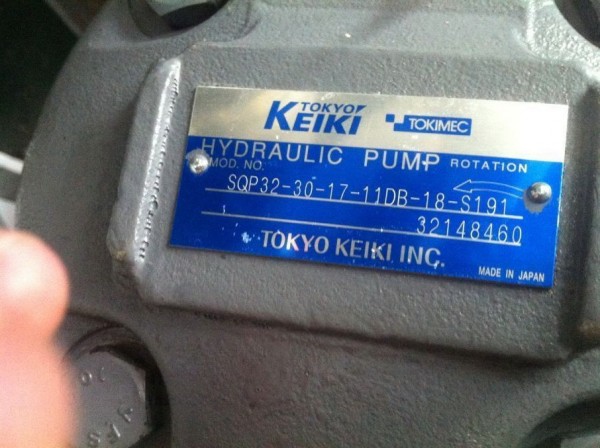 TOKYO
KEIKI
TOKIMEC
HYDRAULIC PUMP ROTATION
MOD. NO.
SQP32-30-17-11DB-18-S191
32148460
TOKYO KEIKI INC.
MADE IN JAPAN